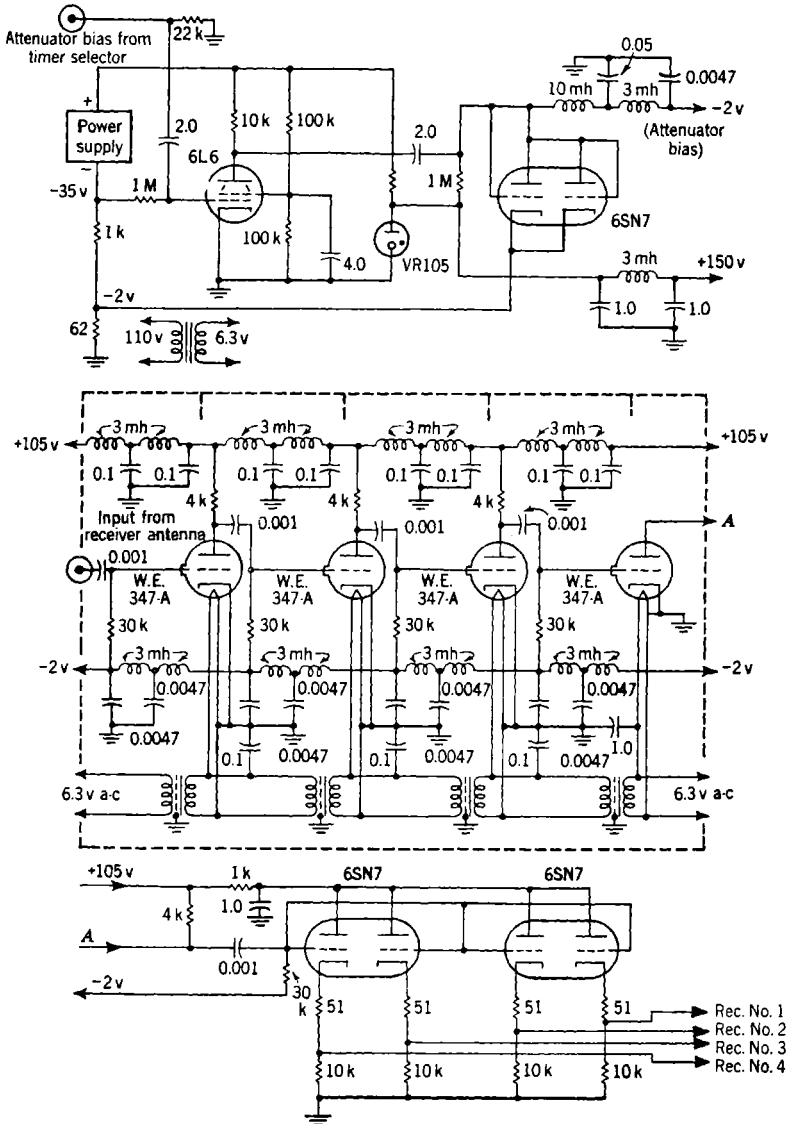 Attenuator bias from
timer selector
22 k
0.05
0.0047
10 mh
3 mh
-2 v
(Attenuator
bias)
+
Power
supply
−
2.0
10 k
100 k
6L6
2.0
1 M
-35 v
1 M
6SN7
1 k
100 k
4.0
VR105
3 mh
+150 v
-2 v
1.0
1.0
62
110 v
6.3 v
+105 v
3 mh
3 mh
3 mh
3 mh
+105 v
0.1
0.1
0.1
0.1
0.1
0.1
0.1
0.1
4 k
4 k
4 k
Input from
receiver antenna
0.001
0.001
0.001
A
0.001
W.E.
347-A
W.E.
347-A
W.E.
347-A
W.E.
347-A
30 k
30 k
30 k
30 k
-2 v
3 mh
3 mh
3 mh
3 mh
-2 v
0.0047
0.0047
0.0047
0.0047
0.0047
0.1
0.0047
0.1
0.0047
0.1
0.0047
1.0
6.3 v a-c
6.3 v a-c
+105 v
1 k
6SN7
6SN7
4 k
1.0
A
0.001
-2 v
30
k
51
51
51
51
Rec. No. 1
Rec. No. 2
Rec. No. 3
Rec. No. 4
10 k
10 k
10 k
10 k